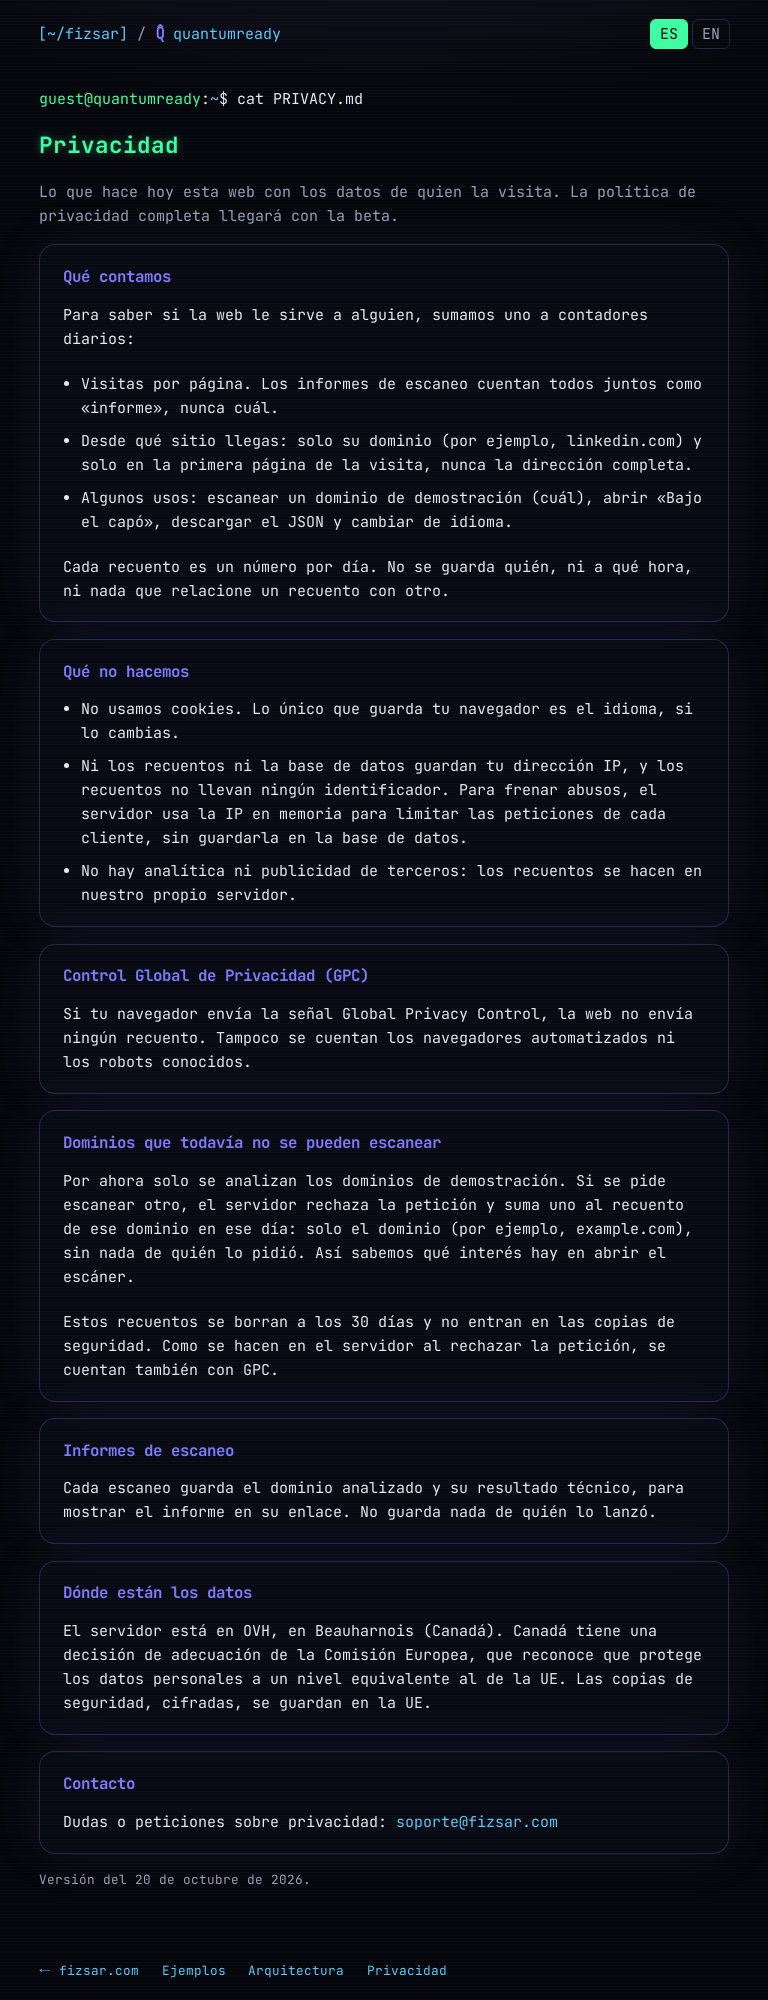 [~/fizsar] / Q̂ quantumready
ES EN
guest@quantumready:~$ cat PRIVACY.md
Privacidad
Lo que hace hoy esta web con los datos de quien la visita. La política de
privacidad completa llegará con la beta.
Qué contamos
Para saber si la web le sirve a alguien, sumamos uno a contadores
diarios:
• Visitas por página. Los informes de escaneo cuentan todos juntos como
«informe», nunca cuál.
• Desde qué sitio llegas: solo su dominio (por ejemplo, linkedin.com) y
solo en la primera página de la visita, nunca la dirección completa.
• Algunos usos: escanear un dominio de demostración (cuál), abrir «Bajo
el capó», descargar el JSON y cambiar de idioma.
Cada recuento es un número por día. No se guarda quién, ni a qué hora,
ni nada que relacione un recuento con otro.
Qué no hacemos
• No usamos cookies. Lo único que guarda tu navegador es el idioma, si
lo cambias.
• Ni los recuentos ni la base de datos guardan tu dirección IP, y los
recuentos no llevan ningún identificador. Para frenar abusos, el
servidor usa la IP en memoria para limitar las peticiones de cada
cliente, sin guardarla en la base de datos.
• No hay analítica ni publicidad de terceros: los recuentos se hacen en
nuestro propio servidor.
Control Global de Privacidad (GPC)
Si tu navegador envía la señal Global Privacy Control, la web no envía
ningún recuento. Tampoco se cuentan los navegadores automatizados ni
los robots conocidos.
Dominios que todavía no se pueden escanear
Por ahora solo se analizan los dominios de demostración. Si se pide
escanear otro, el servidor rechaza la petición y suma uno al recuento
de ese dominio en ese día: solo el dominio (por ejemplo, example.com),
sin nada de quién lo pidió. Así sabemos qué interés hay en abrir el
escáner.
Estos recuentos se borran a los 30 días y no entran en las copias de
seguridad. Como se hacen en el servidor al rechazar la petición, se
cuentan también con GPC.
Informes de escaneo
Cada escaneo guarda el dominio analizado y su resultado técnico, para
mostrar el informe en su enlace. No guarda nada de quién lo lanzó.
Dónde están los datos
El servidor está en OVH, en Beauharnois (Canadá). Canadá tiene una
decisión de adecuación de la Comisión Europea, que reconoce que protege
los datos personales a un nivel equivalente al de la UE. Las copias de
seguridad, cifradas, se guardan en la UE.
Contacto
Dudas o peticiones sobre privacidad: soporte@fizsar.com
Versión del 20 de octubre de 2026.
← fizsar.com Ejemplos Arquitectura Privacidad